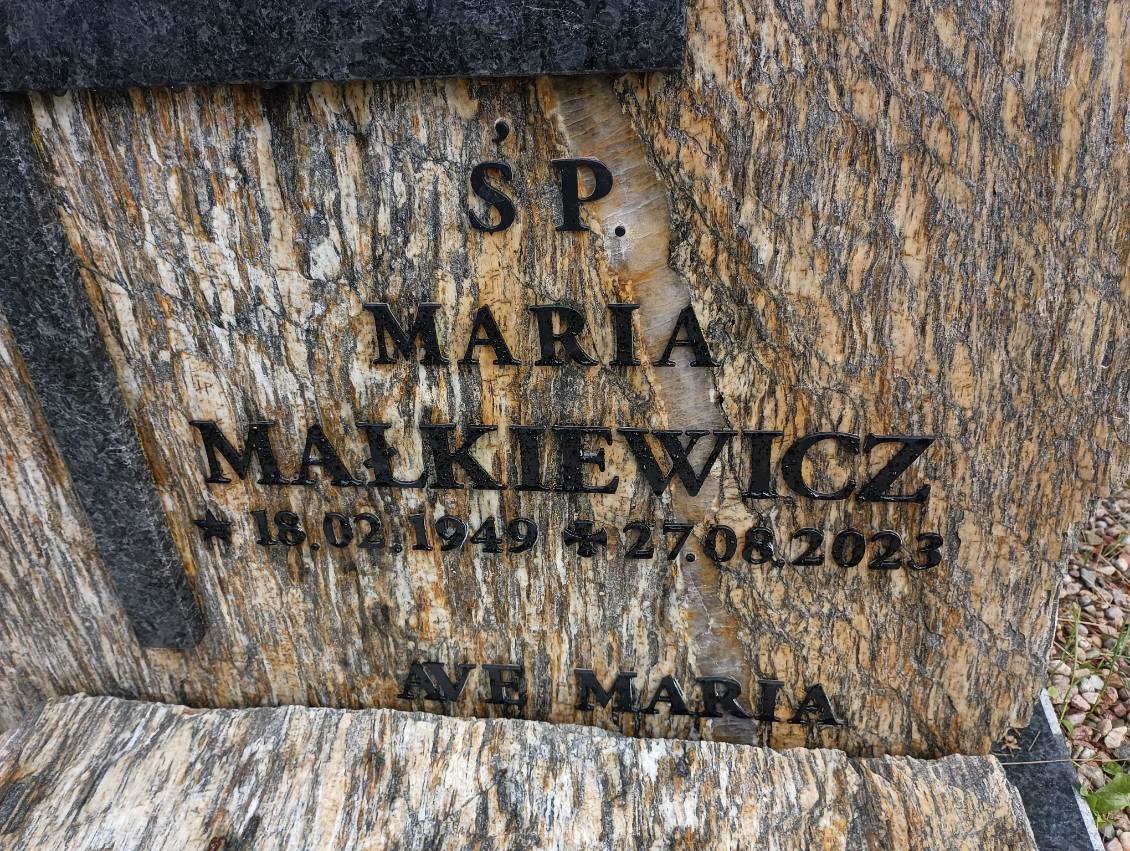 Ś P.
MARIA
MAŁKIEWICZ
★ 18.02.1949 ✠ 27.08.2023
AVE MARIA